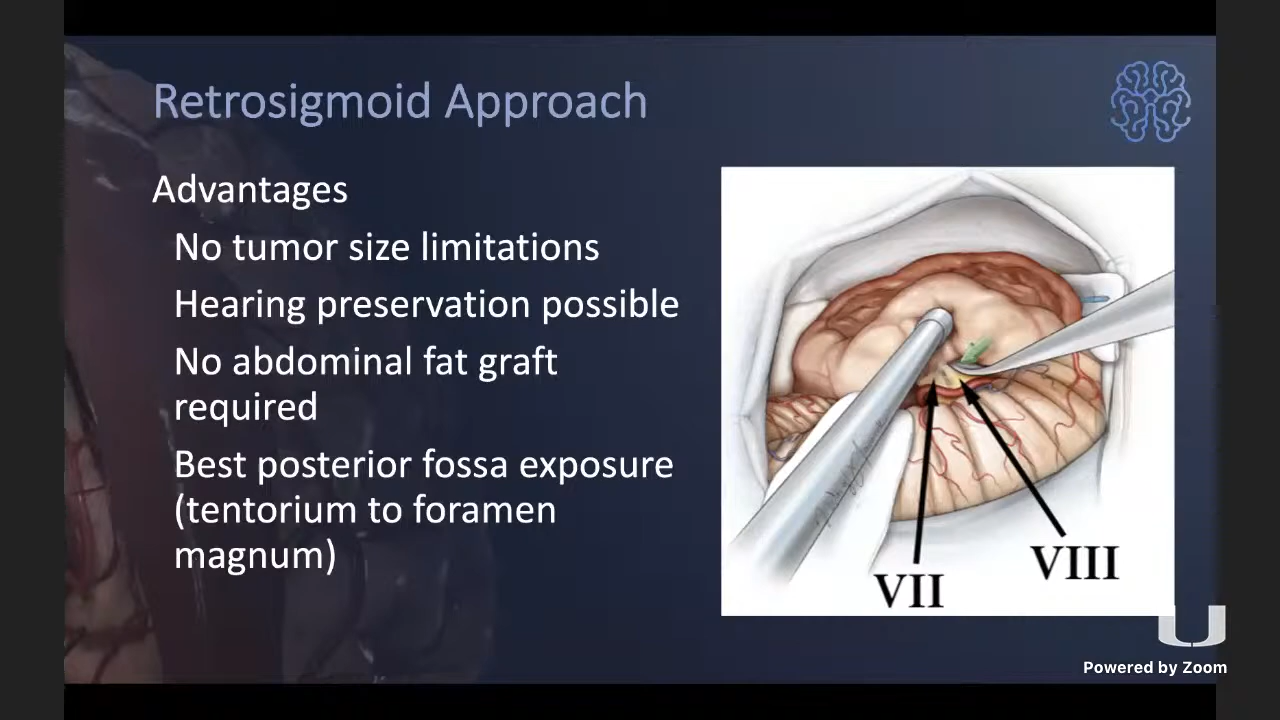 Retrosigmoid Approach
Advantages
No tumor size limitations
Hearing preservation possible
No abdominal fat graft
required
Best posterior fossa exposure
(tentorium to foramen
magnum)
VII
VIII
U
Powered by Zoom